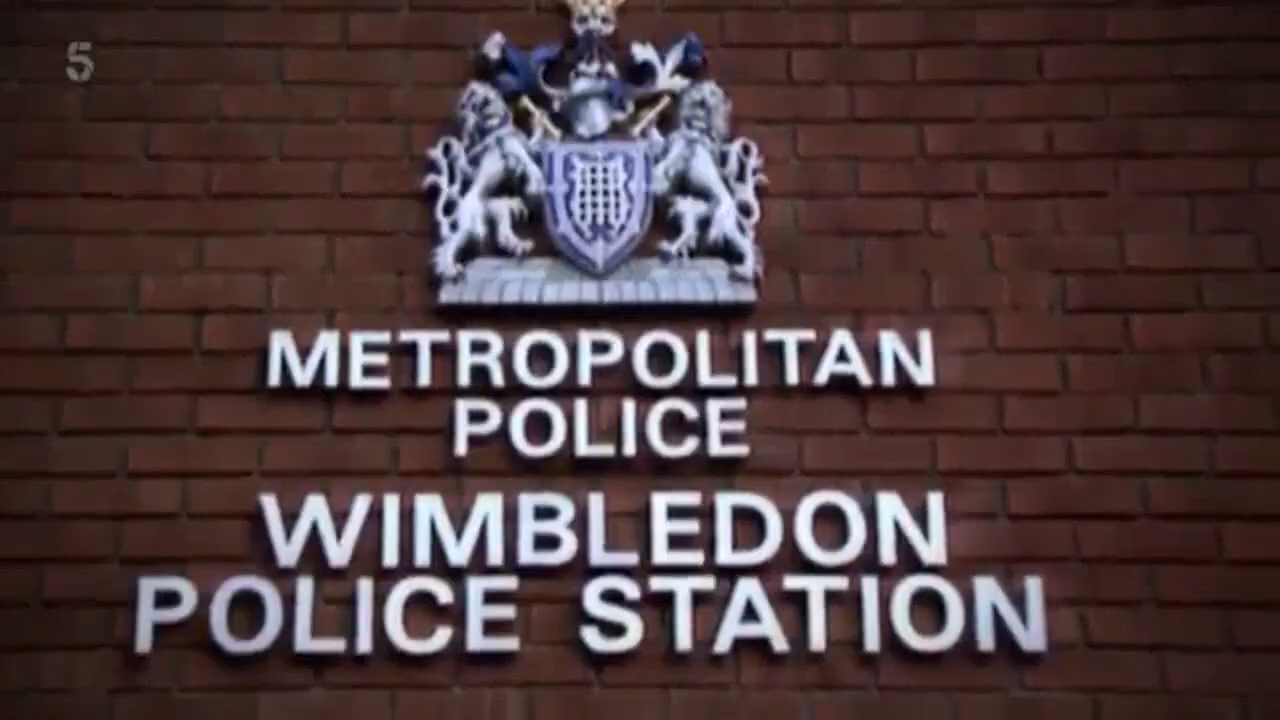 5
METROPOLITAN
POLICE
WIMBLEDON
POLICE STATION